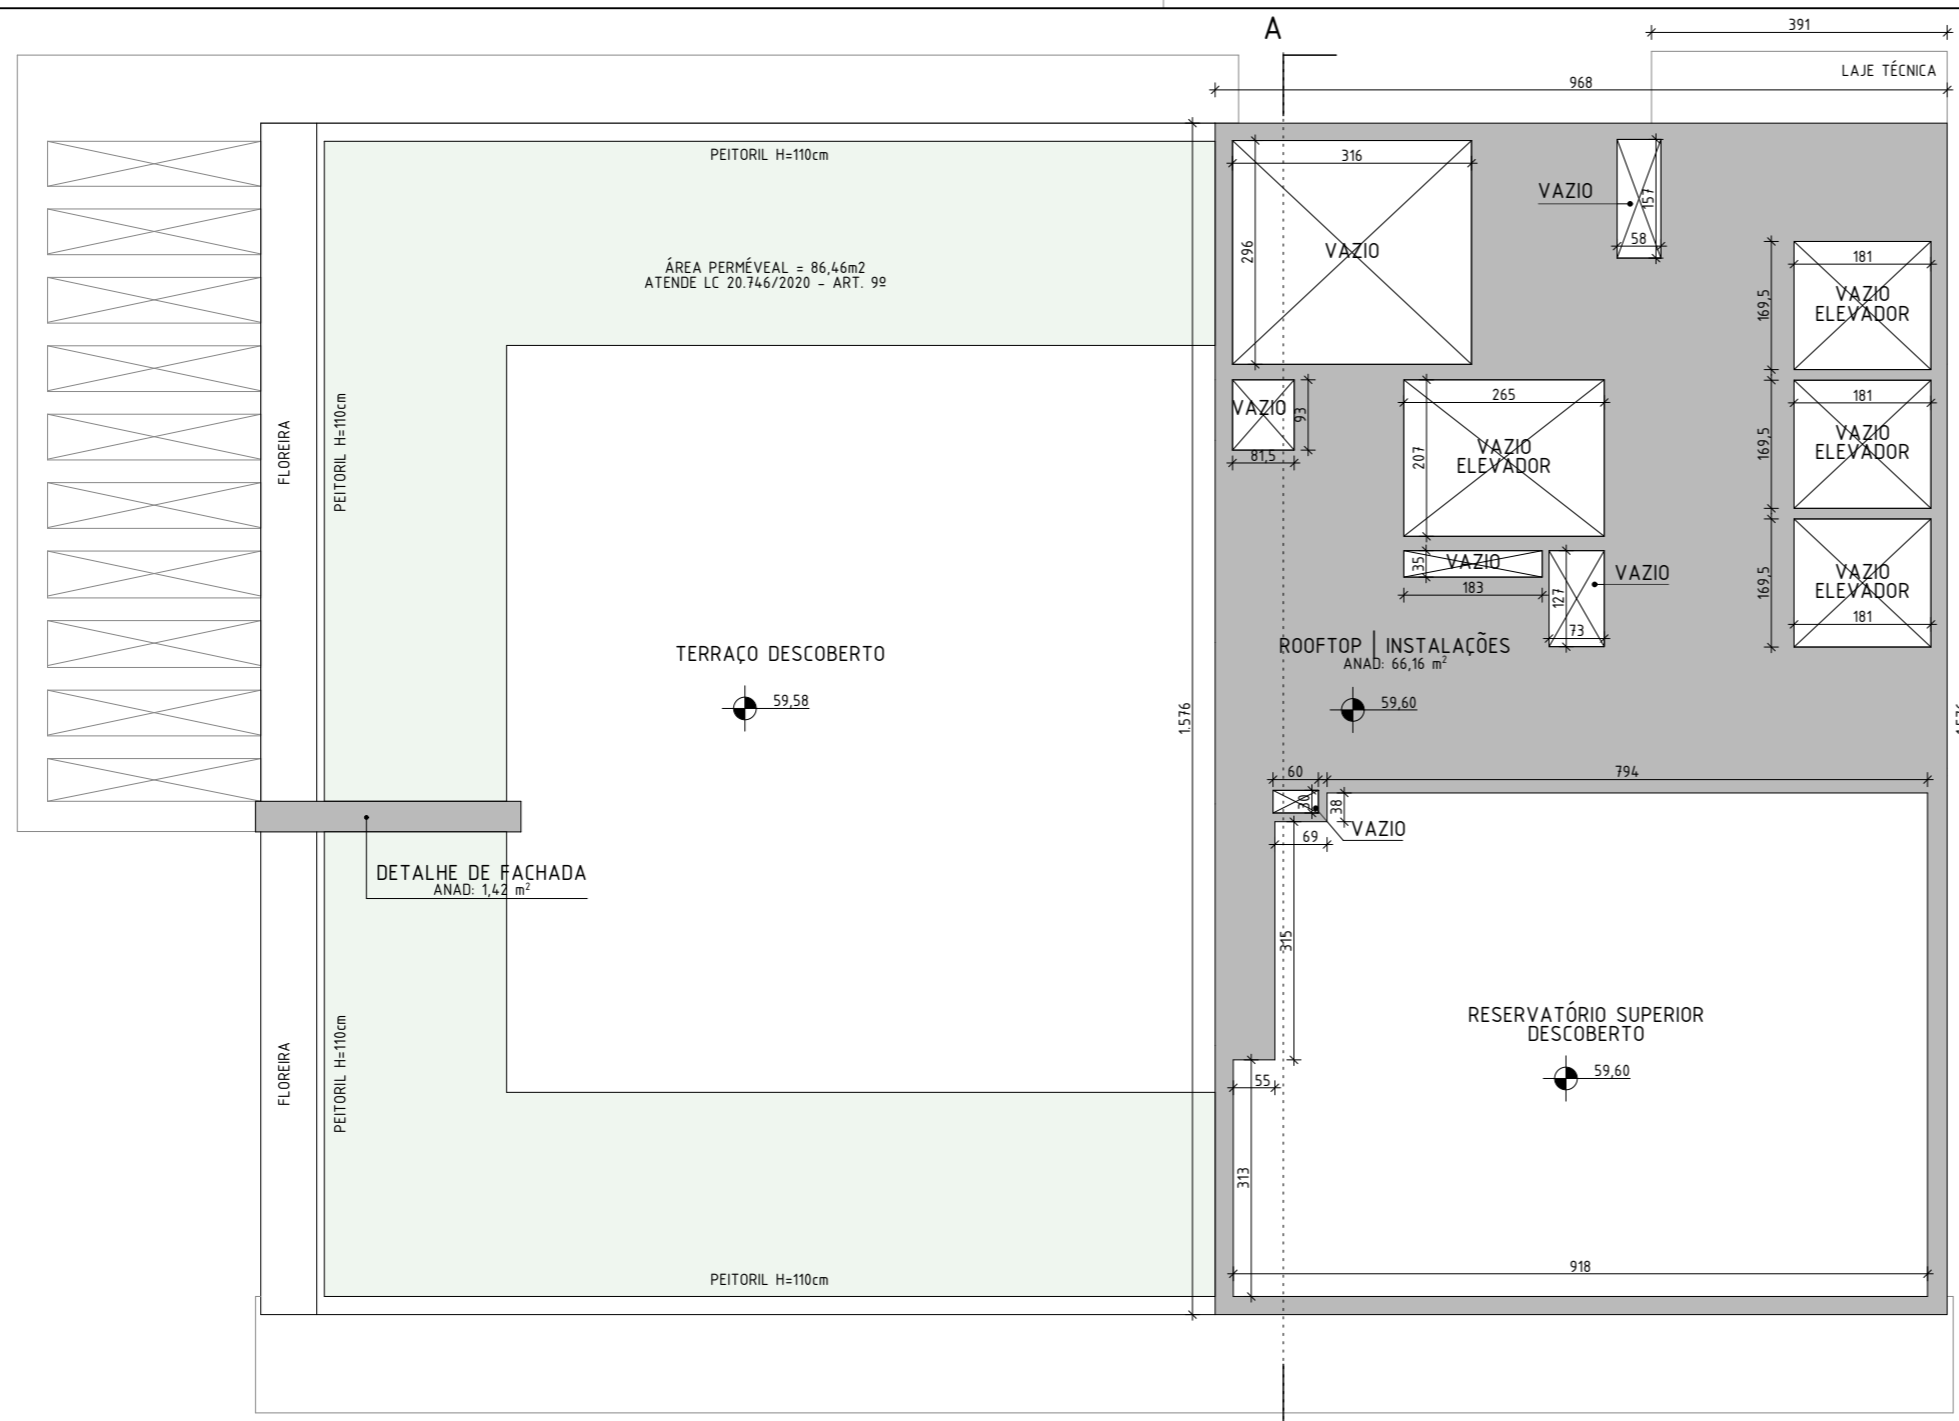 A
391
LAJE TÉCNICA
968
PEITORIL H=110cm
316
VAZIO
157
58
296
VAZIO
181
169,5
VAZIO
ELEVADOR
ÁREA PERMÉVEAL = 86,46m2
ATENDE LC 20.746/2020 - ART. 9º
VAZIO
93
81,5
265
207
VAZIO
ELEVADOR
181
169,5
VAZIO
ELEVADOR
FLOREIRA
PEITORIL H=110cm
35
VAZIO
183
127
73
VAZIO
169,5
VAZIO
ELEVADOR
181
TERRAÇO DESCOBERTO
59,58
ROOFTOP | INSTALAÇÕES
ANAD: 66,16 m²
59,60
1.576
60
794
30
38
VAZIO
69
DETALHE DE FACHADA
ANAD: 1,42 m²
315
RESERVATÓRIO SUPERIOR
DESCOBERTO
59,60
55
FLOREIRA
PEITORIL H=110cm
313
918
PEITORIL H=110cm